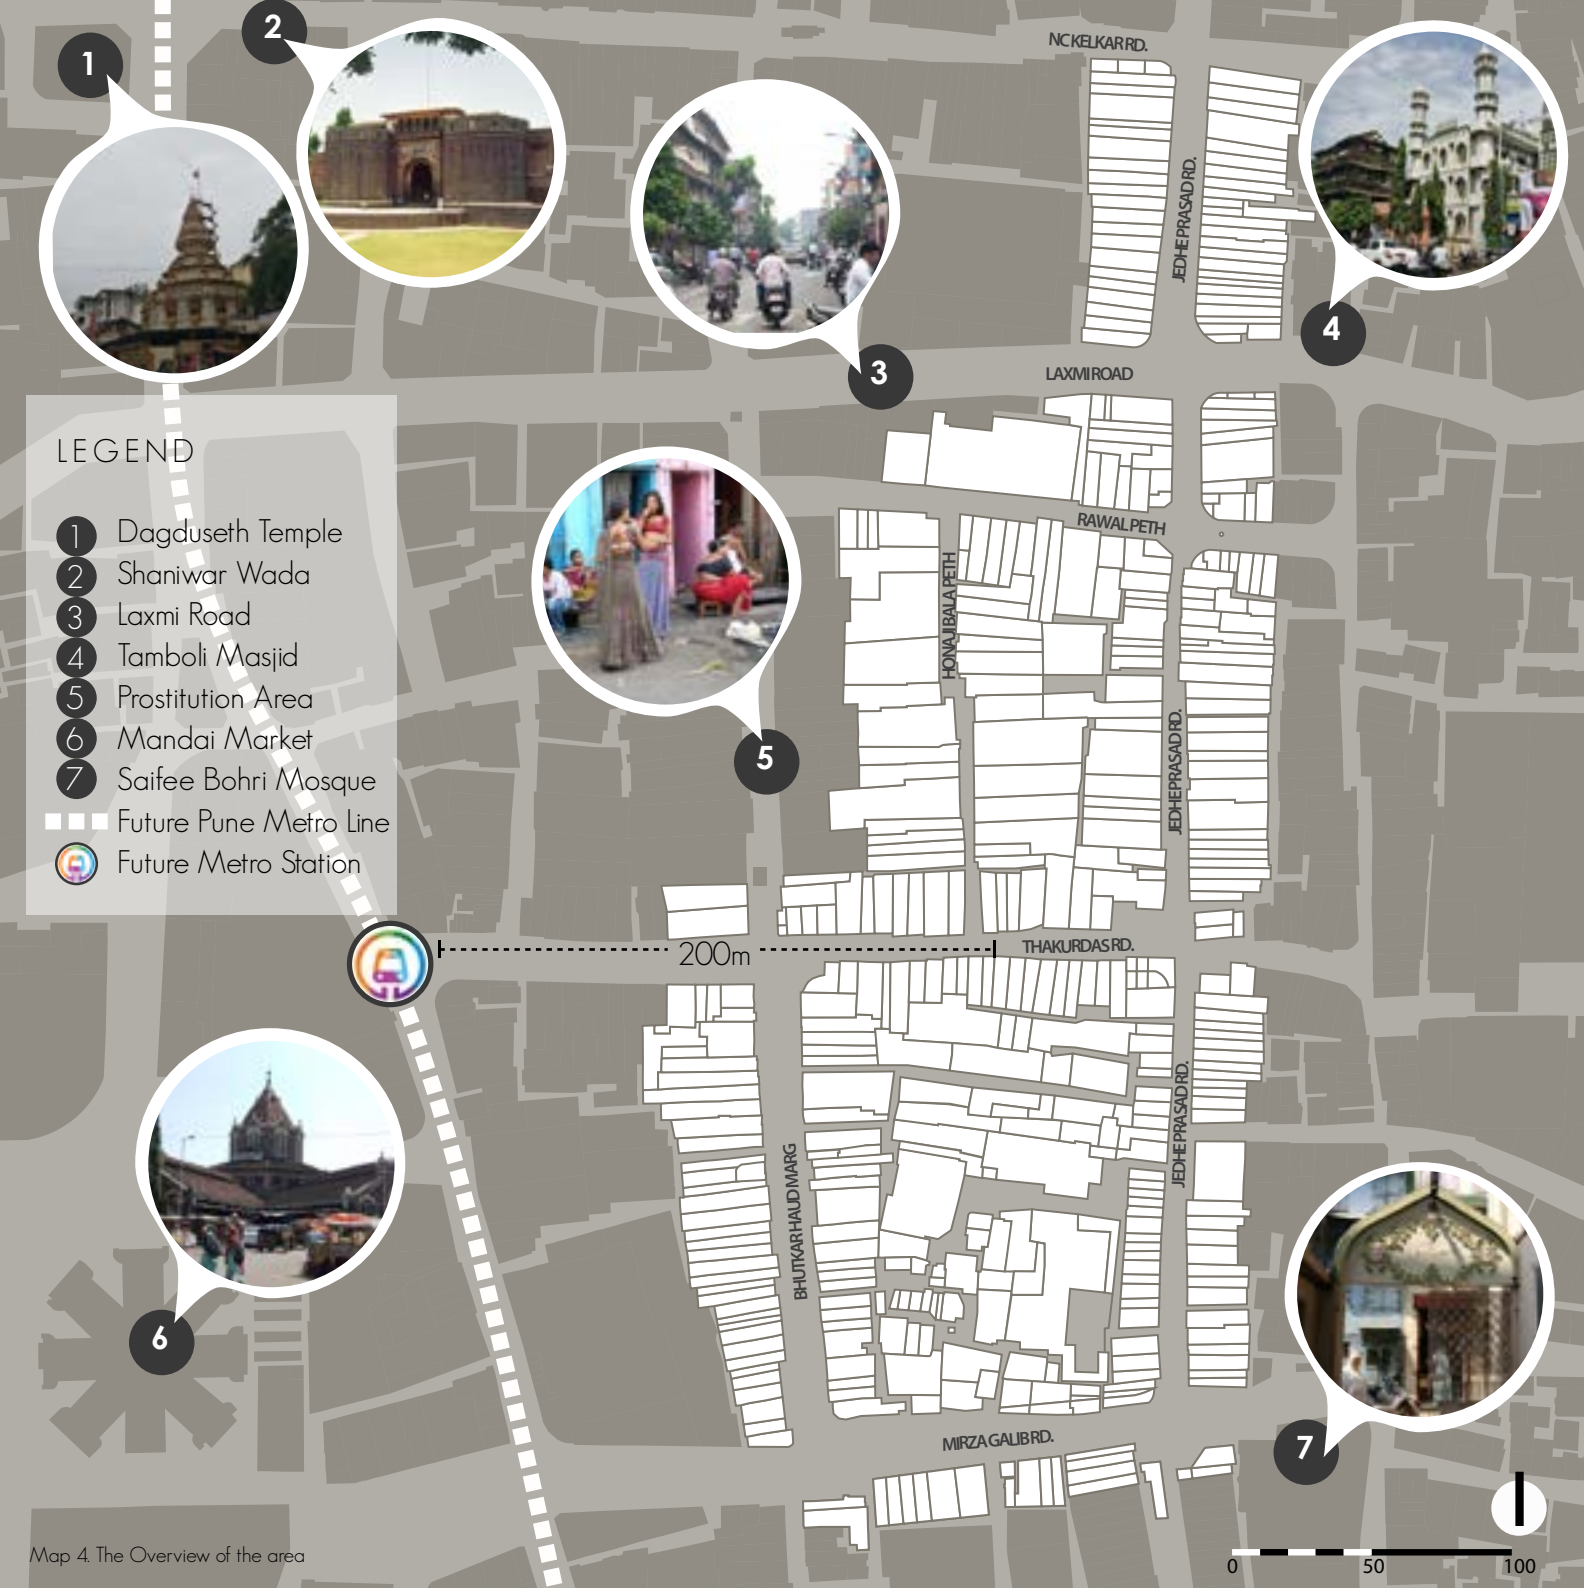 1
2
3
4
5
6
7
NC KELKAR RD.
JEDHE PRASAD RD.
LAXMI ROAD
RAWAL PETH
HONAJI BALA PETH
JEDHE PRASAD RD.
THAKURDAS RD.
200m
JEDHE PRASAD RD.
BHUTKAR HAUD MARG
MIRZA GALIB RD.
LEGEND
1 Dagduseth Temple
2 Shaniwar Wada
3 Laxmi Road
4 Tamboli Masjid
5 Prostitution Area
6 Mandai Market
7 Saifee Bohri Mosque
Future Pune Metro Line
Future Metro Station
Map 4. The Overview of the area
0 50 100